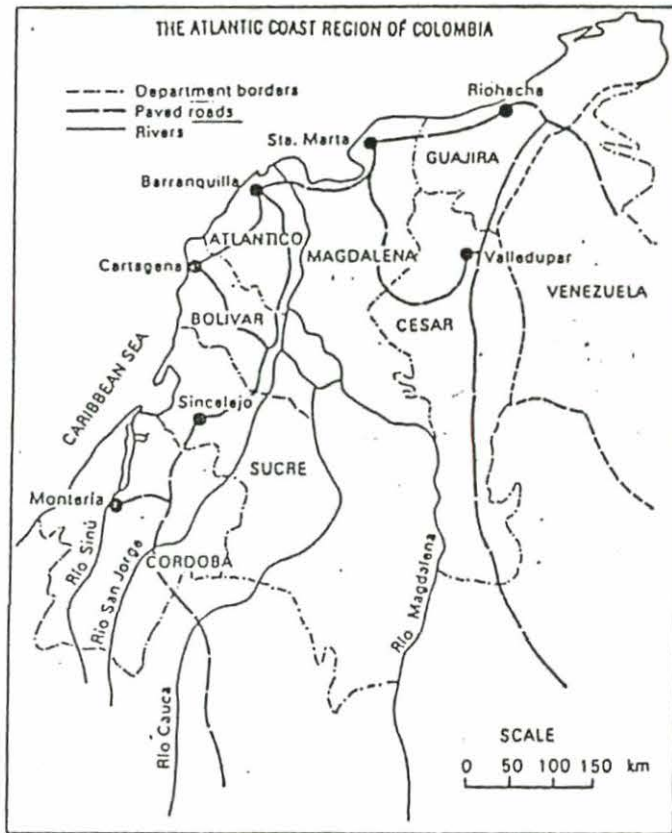 THE ATLANTIC COAST REGION OF COLOMBIA
Department borders
Paved roads
Rivers
Riohacha
Sta. Marta
GUAJIRA
Barranquilla
ATLANTICO
MAGDALENA
Cartagena
Valledupar
VENEZUELA
BOLIVAR
CESAR
CARIBBEAN SEA
Sincelejo
SUCRE
Montería
CORDOBA
Río Sinú
Río San Jorge
Río Magdalena
Río Cauca
SCALE
0 50 100 150 km